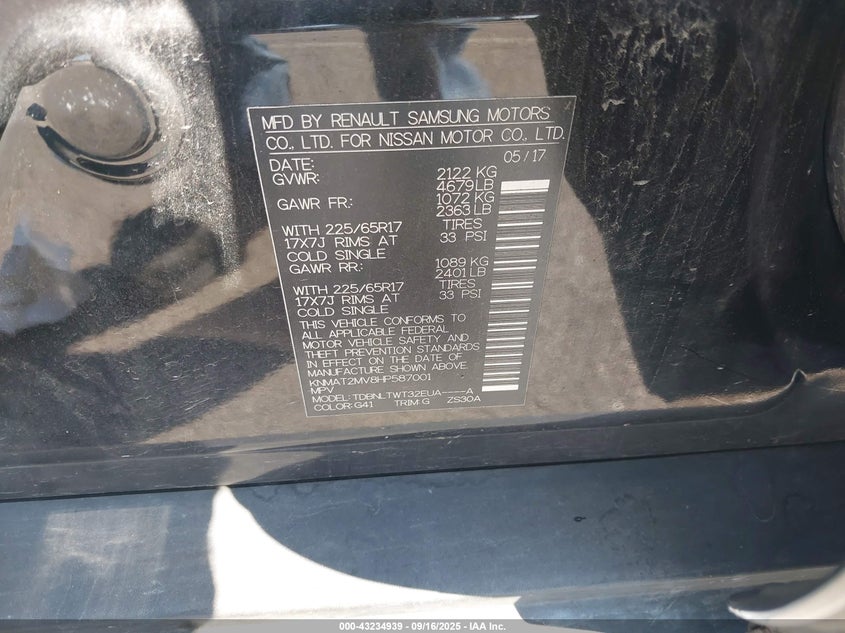 MFD BY RENAULT SAMSUNG MOTORS
CO., LTD. FOR NISSAN MOTOR CO., LTD.
DATE: 05/17
GVWR: 2122 KG
4679 LB
GAWR FR: 1072 KG
2363 LB
WITH 225/65R17 TIRES
17X7J RIMS AT 33 PSI
COLD SINGLE
GAWR RR: 1089 KG
2401 LB
WITH 225/65R17 TIRES
17X7J RIMS AT 33 PSI
COLD SINGLE
THIS VEHICLE CONFORMS TO
ALL APPLICABLE FEDERAL
MOTOR VEHICLE SAFETY AND
THEFT PREVENTION STANDARDS
IN EFFECT ON THE DATE OF
MANUFACTURE SHOWN ABOVE.
KNMAT2MV8HP587001
MPV
MODEL: TDBNLTWT32EUA----A
COLOR: G41 TRIM: G ZS30A
000-43234939 - 09/16/2025 - IAA Inc.